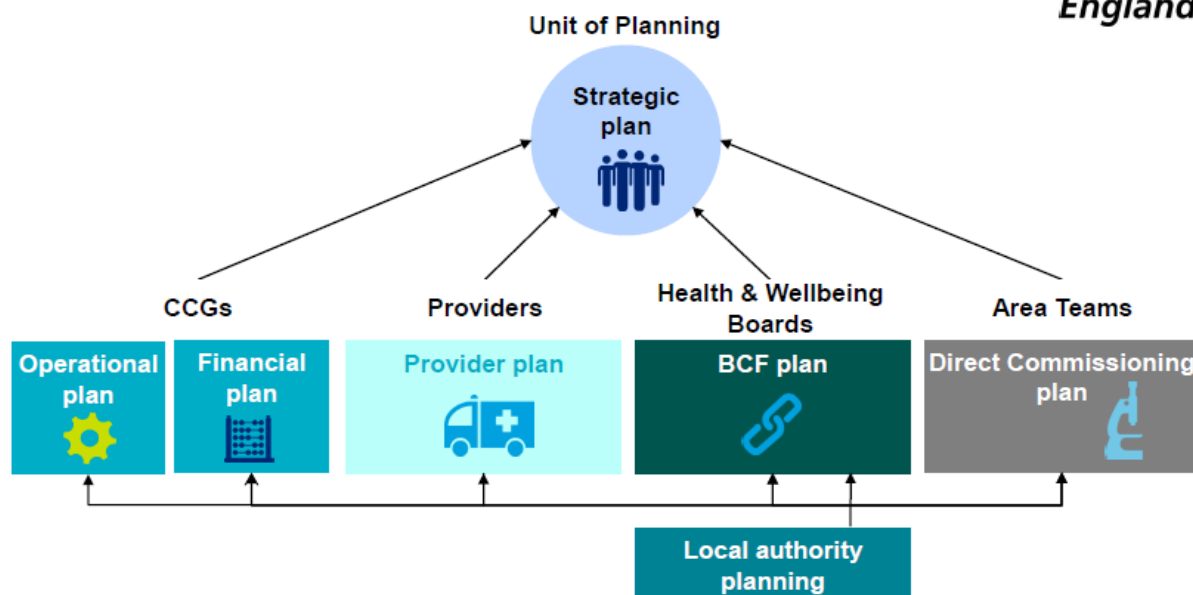 England
Unit of Planning
Strategic
plan
CCGs
Providers
Health & Wellbeing
Boards
Area Teams
Operational
plan
Financial
plan
Provider plan
BCF plan
Direct Commissioning
plan
Local authority
planning